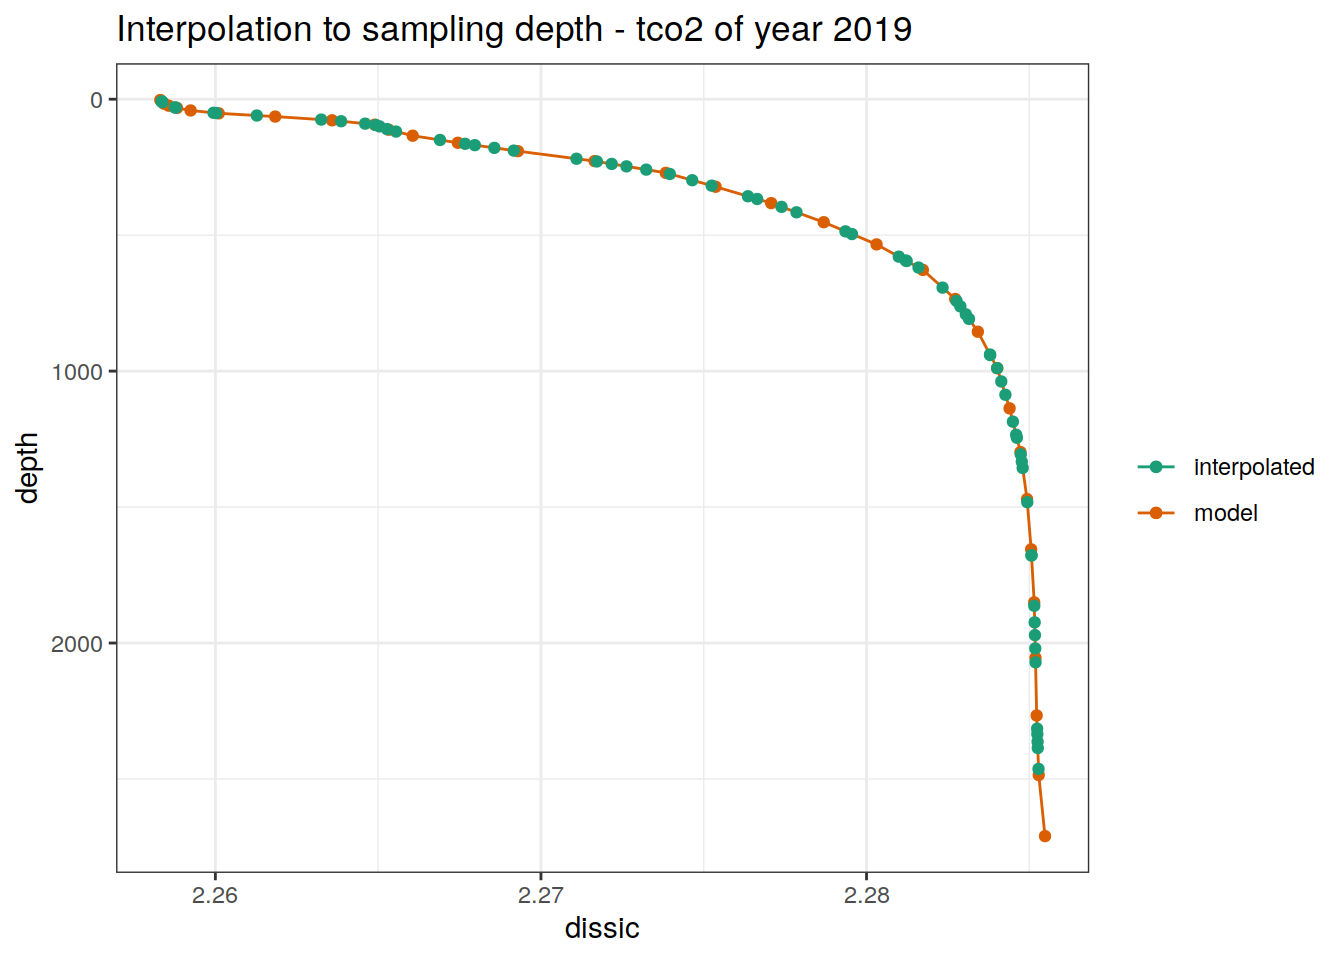 Interpolation to sampling depth - tco2 of year 2019
0
1000
2000
depth
2.26
2.27
2.28
dissic
interpolated
model